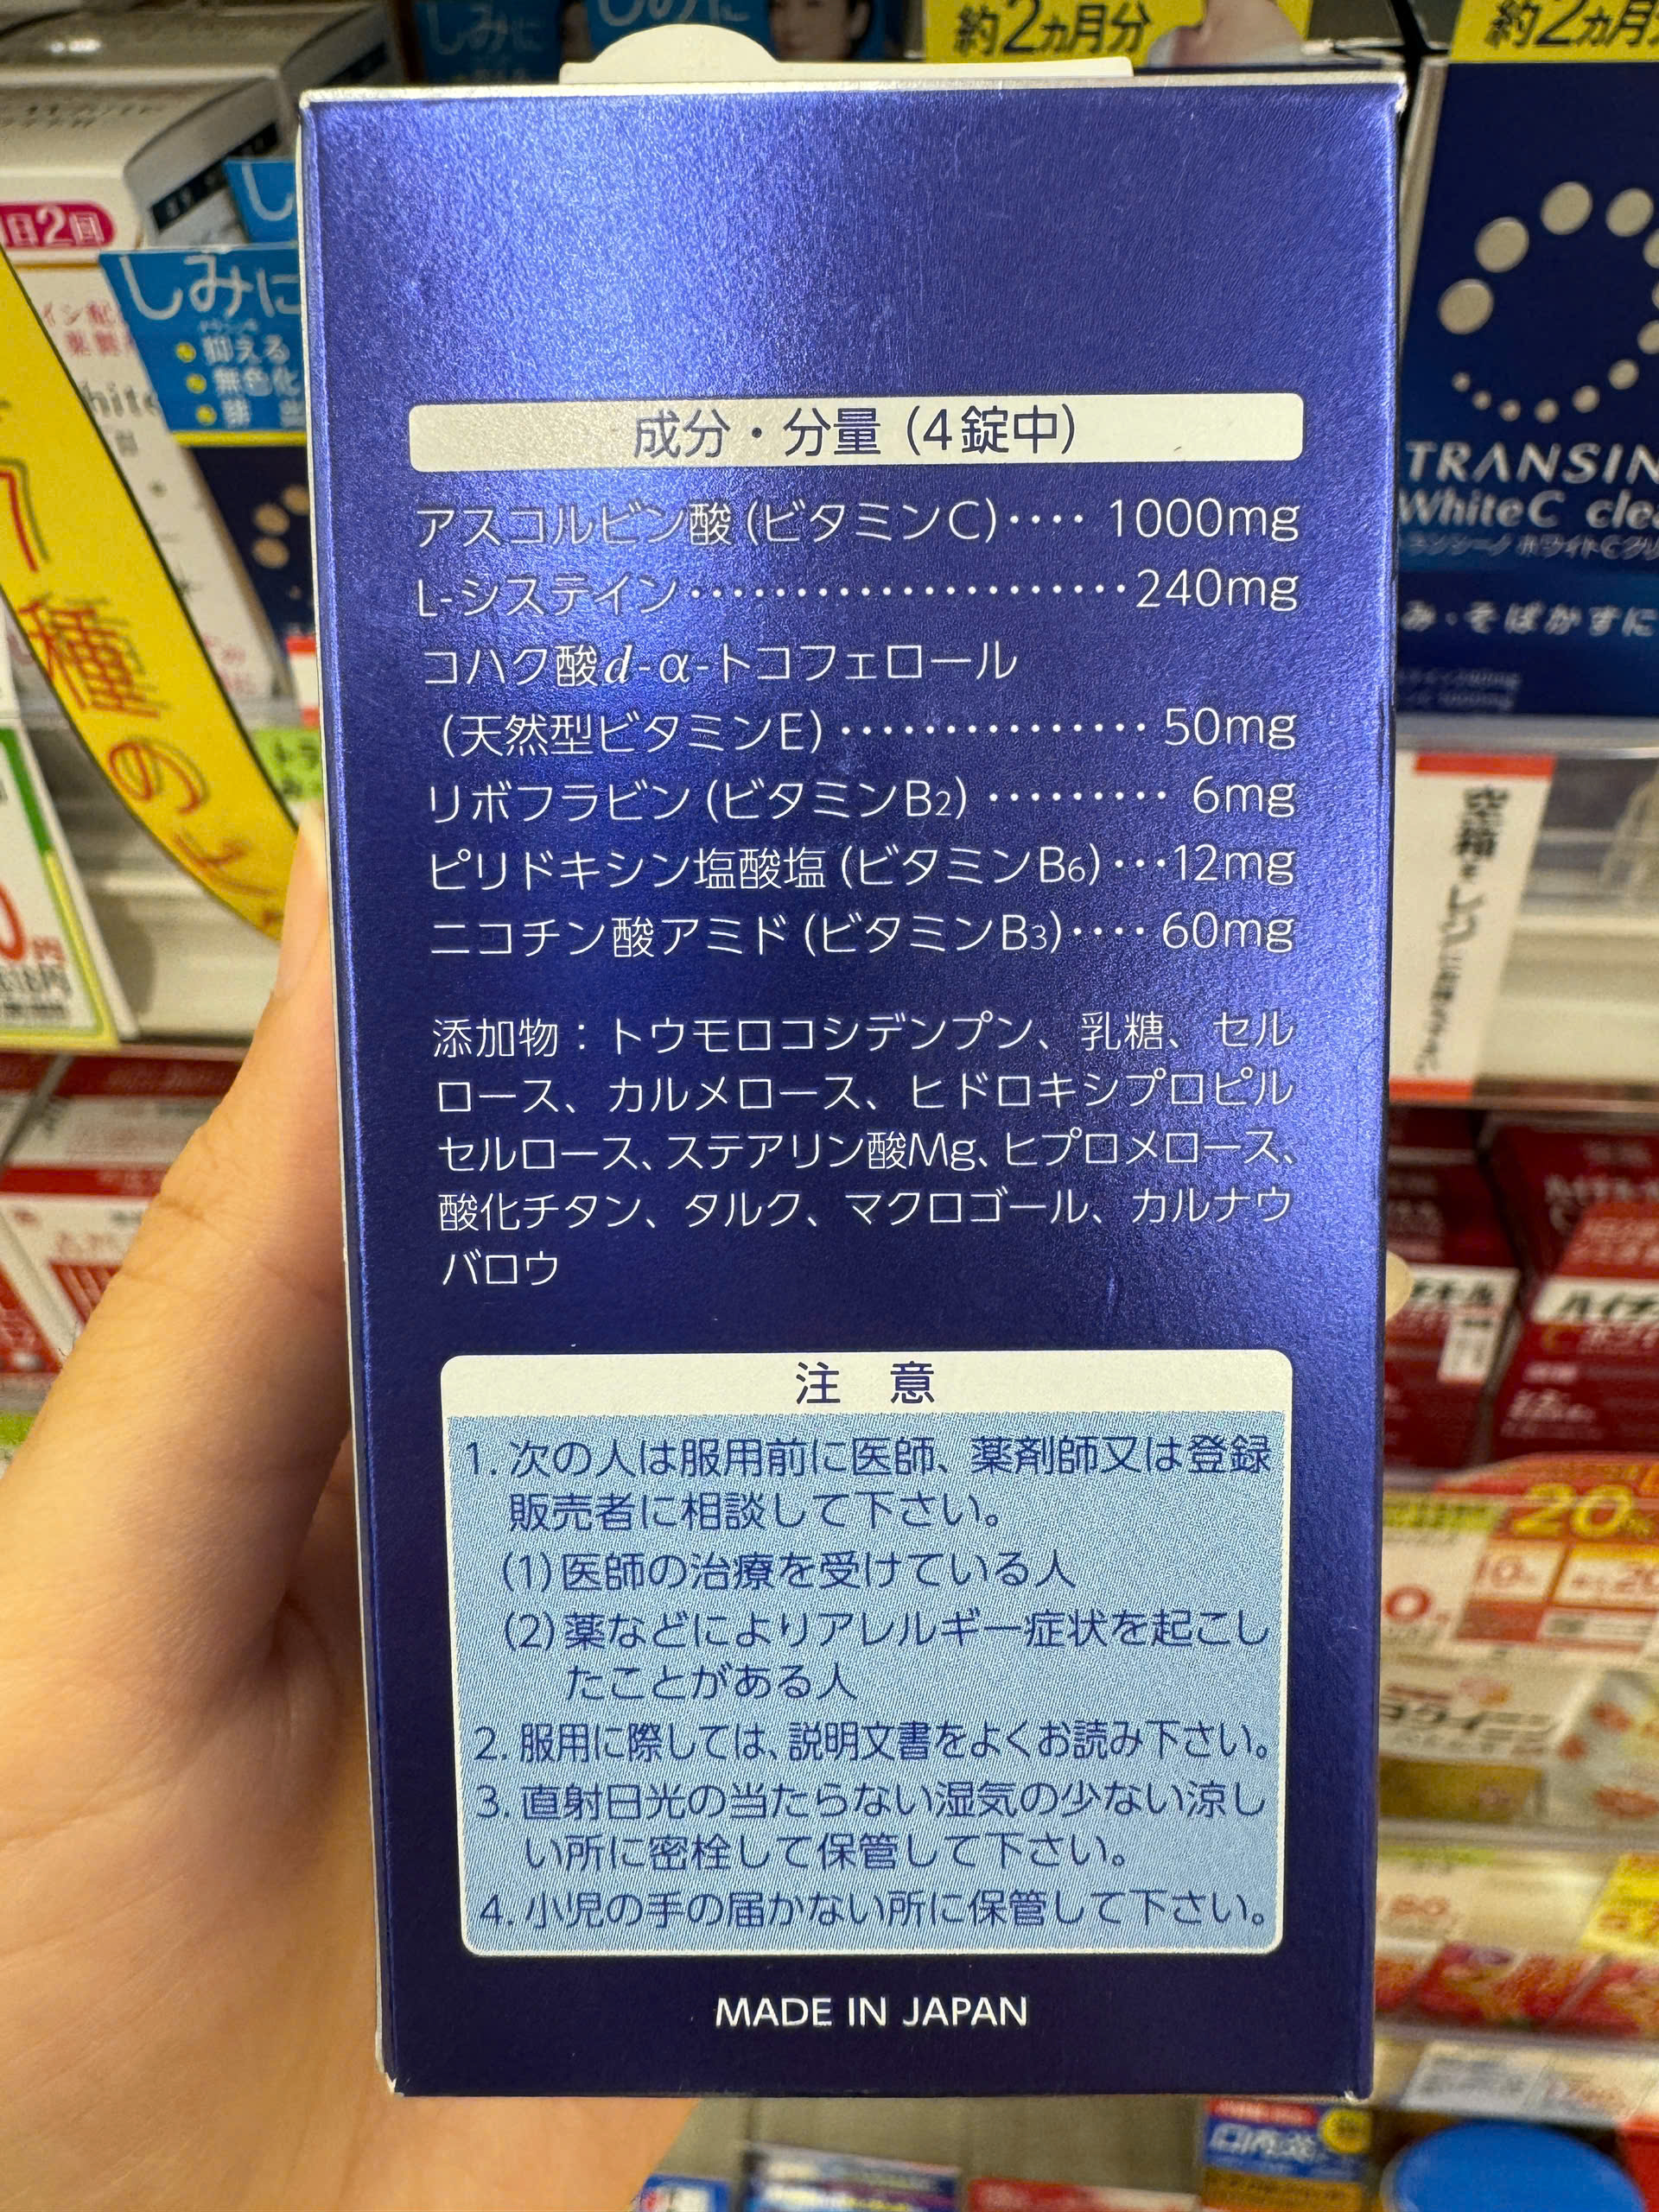 しみに
約2ヵ月分
約2ヵ月
しみに
抑える
無色化
種の
成分・分量（4錠中）
アスコルビン酸（ビタミンC）‥‥ 1000mg
L-システイン‥‥‥‥‥‥‥‥‥‥240mg
コハク酸d-α-トコフェロール
（天然型ビタミンE）‥‥‥‥‥‥‥ 50mg
リボフラビン（ビタミンB2）‥‥‥‥ 6mg
ピリドキシン塩酸塩（ビタミンB6）…12mg
ニコチン酸アミド（ビタミンB3）‥‥ 60mg
添加物：トウモロコシデンプン、乳糖、セル
ロース、カルメロース、ヒドロキシプロピル
セルロース、ステアリン酸Mg、ヒプロメロース、
酸化チタン、タルク、マクロゴール、カルナウ
バロウ
注　意
1. 次の人は服用前に医師、薬剤師又は登録
販売者に相談して下さい。
(1)医師の治療を受けている人
(2)薬などによりアレルギー症状を起こし
たことがある人
2. 服用に際しては、説明文書をよくお読み下さい。
3. 直射日光の当たらない湿気の少ない涼し
い所に密栓して保管して下さい。
4. 小児の手の届かない所に保管して下さい。
MADE IN JAPAN
TRANSIN
White C cle
み・そばかすに
空箱をレジに
20%